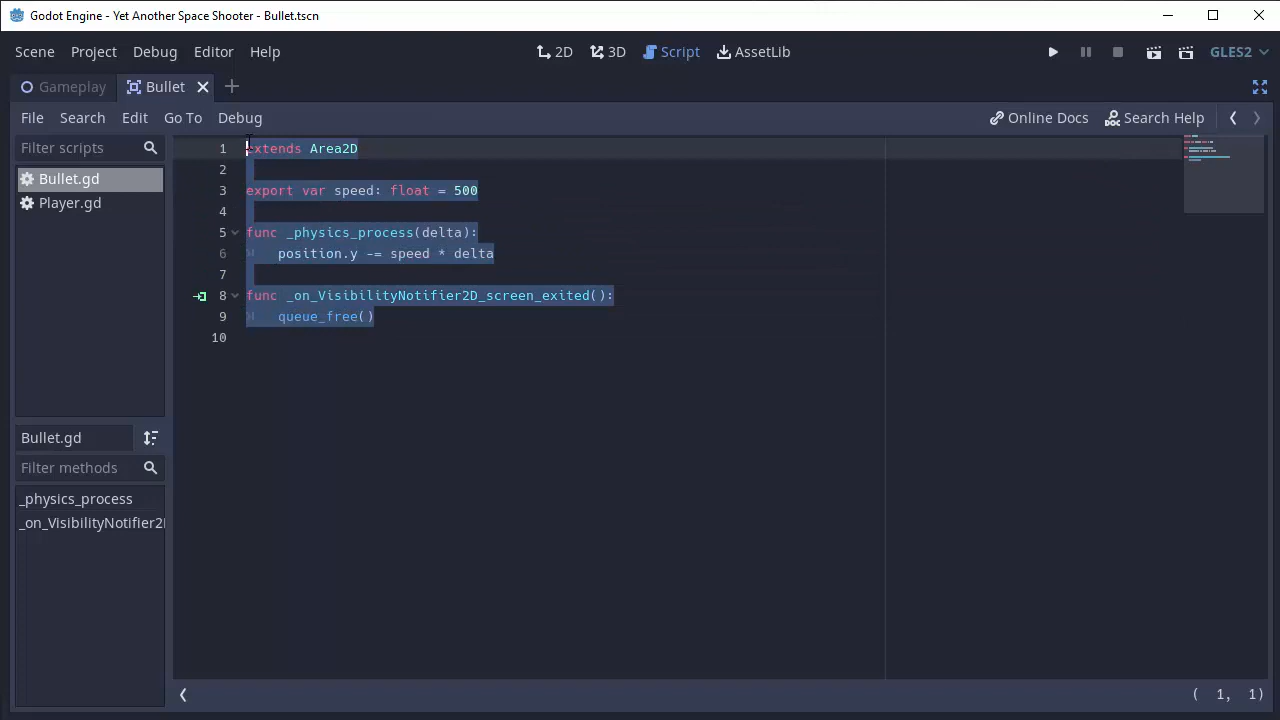 Godot Engine - Yet Another Space Shooter - Bullet.tscn
Scene Project Debug Editor Help 2D 3D Script AssetLib GLES2
Gameplay Bullet
File Search Edit Go To Debug Online Docs Search Help
Filter scripts
Bullet.gd
Player.gd
1 extends Area2D
2
3 export var speed: float = 500
4
5 func _physics_process(delta):
6 position.y -= speed * delta
7
8 func _on_VisibilityNotifier2D_screen_exited():
9 queue_free()
10
Bullet.gd
Filter methods
_physics_process
_on_VisibilityNotifier2
( 1, 1)